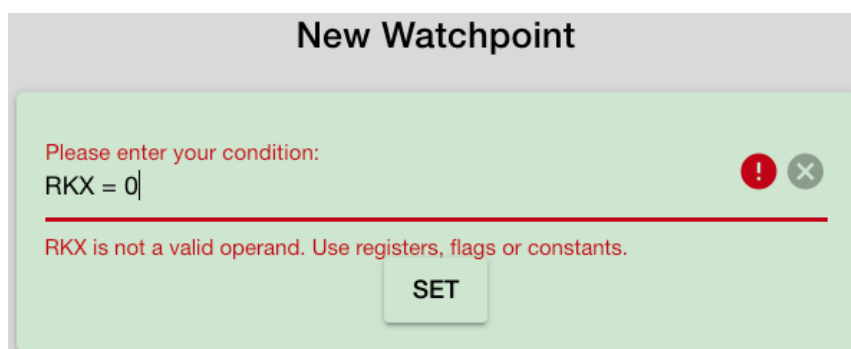 New Watchpoint
Please enter your condition:
RKX = 0
RKX is not a valid operand. Use registers, flags or constants.
SET